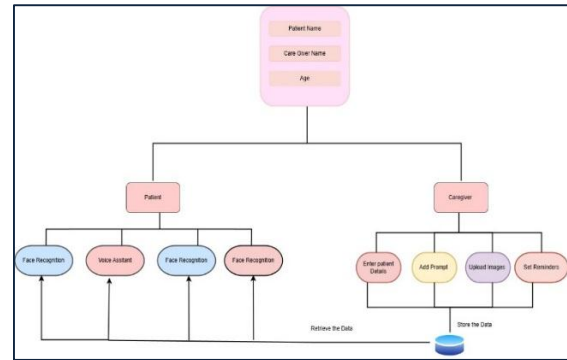 Patient Name
Care Giver Name
Age
Patient
Caregiver
Face Recognition
Voice Assistant
Face Recognition
Face Recognition
Enter patient
Details
Add Prompt
Upload Images
Set Reminders
Retrieve the Data
Store the Data